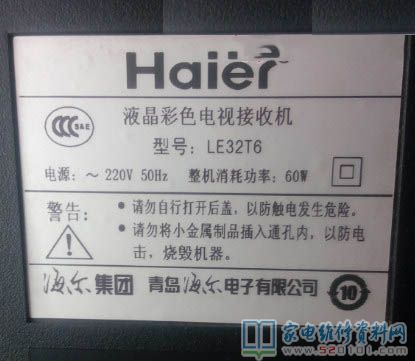 Haier
CCC S&E
液晶彩色电视接收机
型号: LE32T6
电源: ~ 220V 50Hz 整机消耗功率: 60W
警告:
• 请勿自行打开后盖，以防触电发生危险。
• 请勿将小金属制品插入通孔内，以防电
击，烧毁机器。
海尔集团 青岛海尔电子有限公司 10
家电维修资料网
www.520101.com